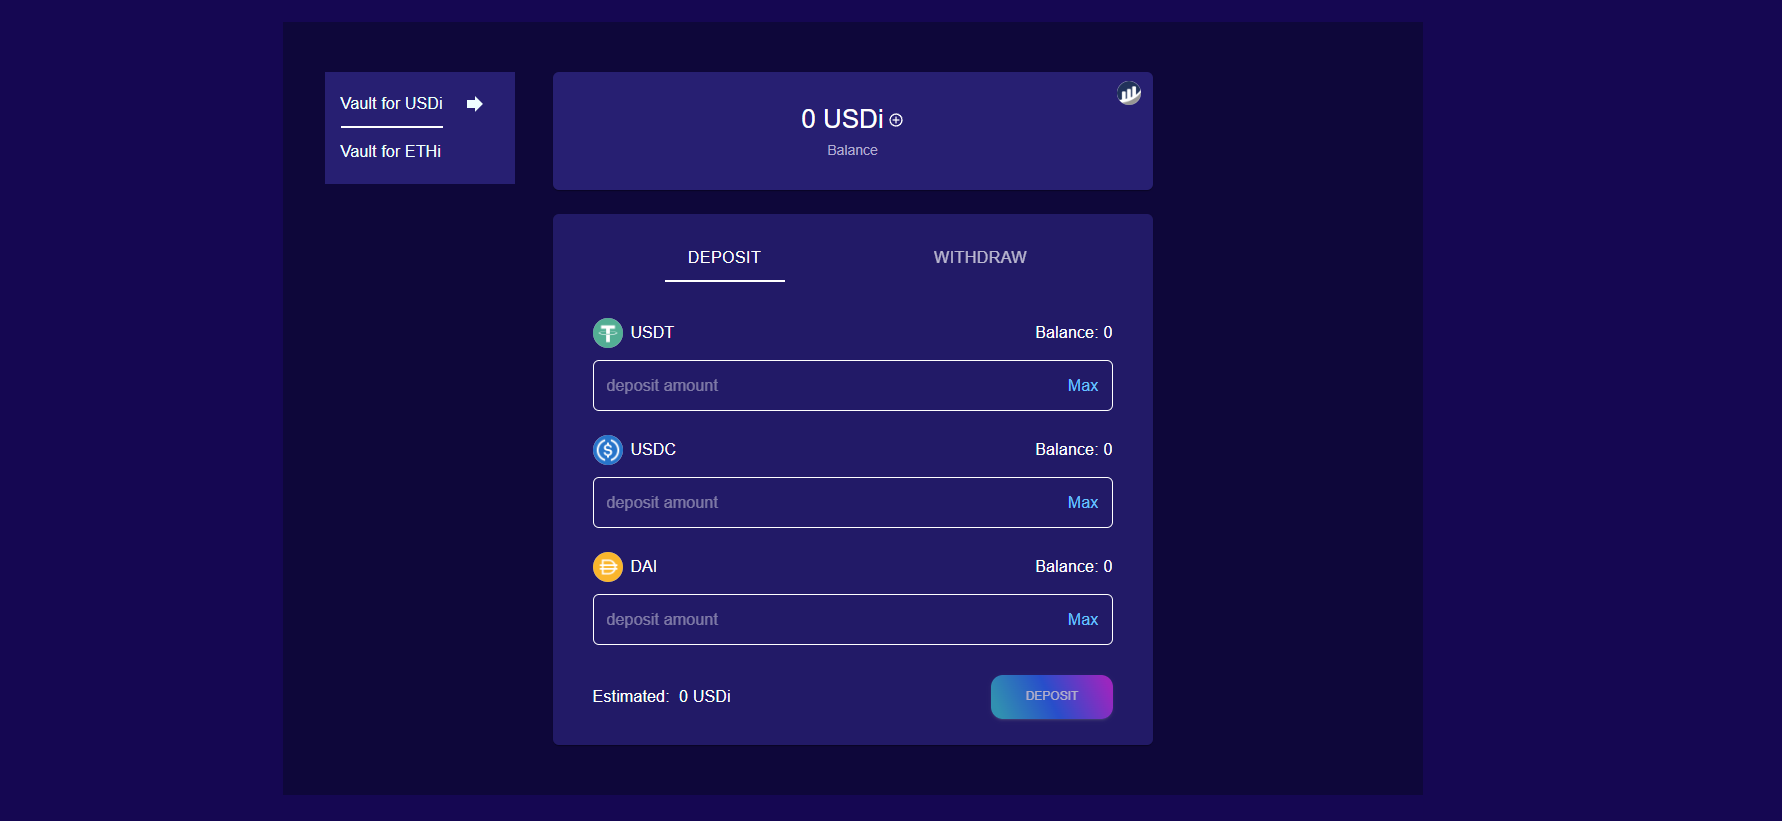 Vault for USDi
Vault for ETHi
0 USDi
Balance
DEPOSIT WITHDRAW
USDT Balance: 0
deposit amount Max
USDC Balance: 0
deposit amount Max
DAI Balance: 0
deposit amount Max
Estimated: 0 USDi DEPOSIT